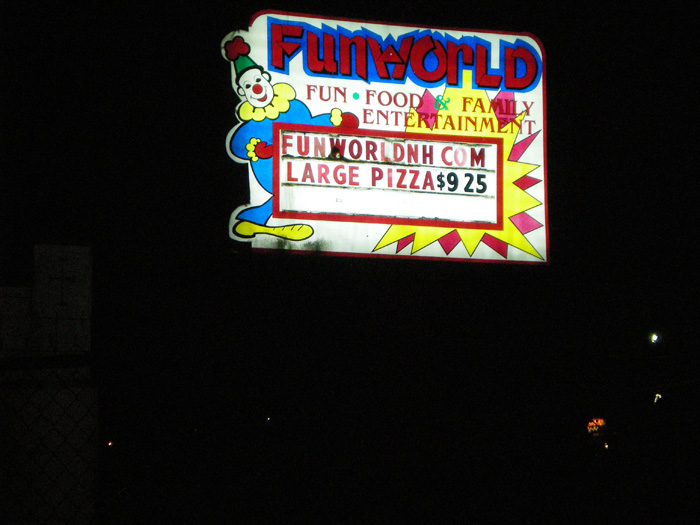 FUNWORLD
FUN • FOOD & FAMILY
ENTERTAINMENT
FUNWORLDNH COM
LARGE PIZZA $9 25